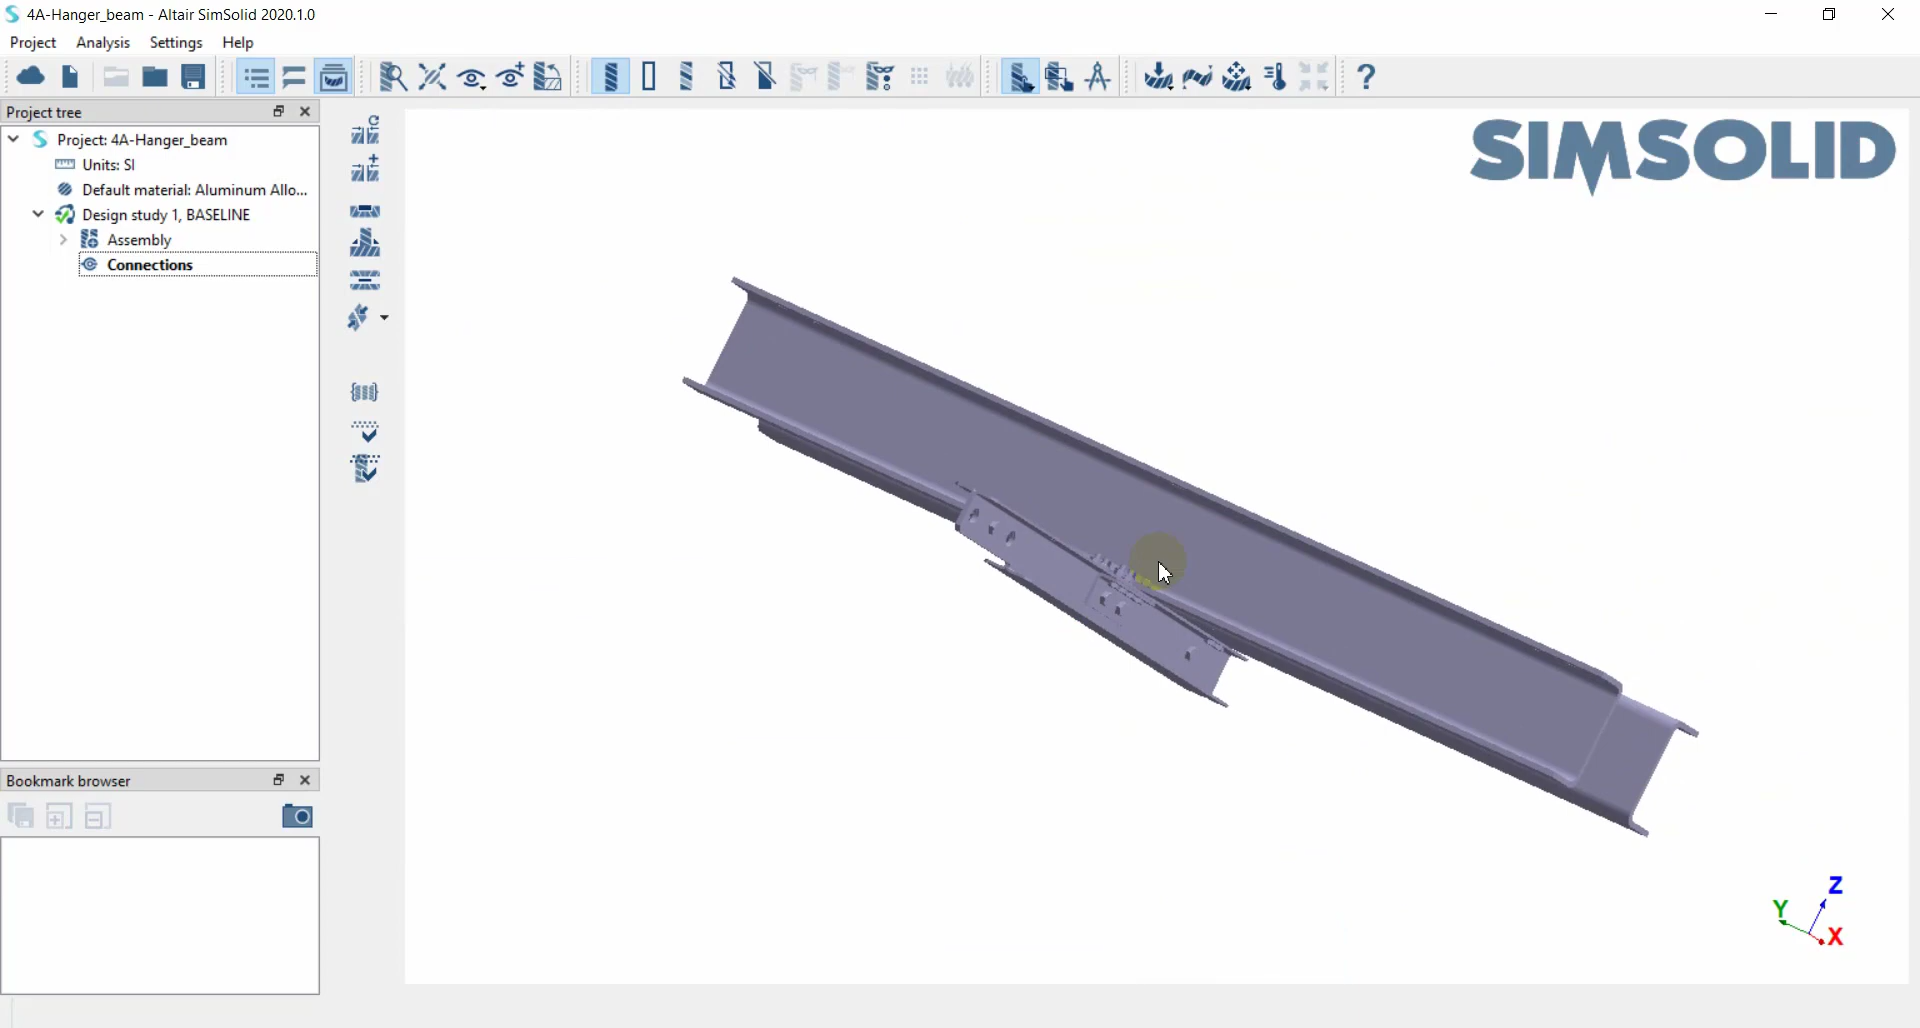 4A-Hanger_beam - Altair SimSolid 2020.1.0
Project Analysis Settings Help
Project tree
Project: 4A-Hanger_beam
Units: SI
Default material: Aluminum Allo...
Design study 1, BASELINE
Assembly
Connections
Bookmark browser
SIMSOLID
Z
Y
X